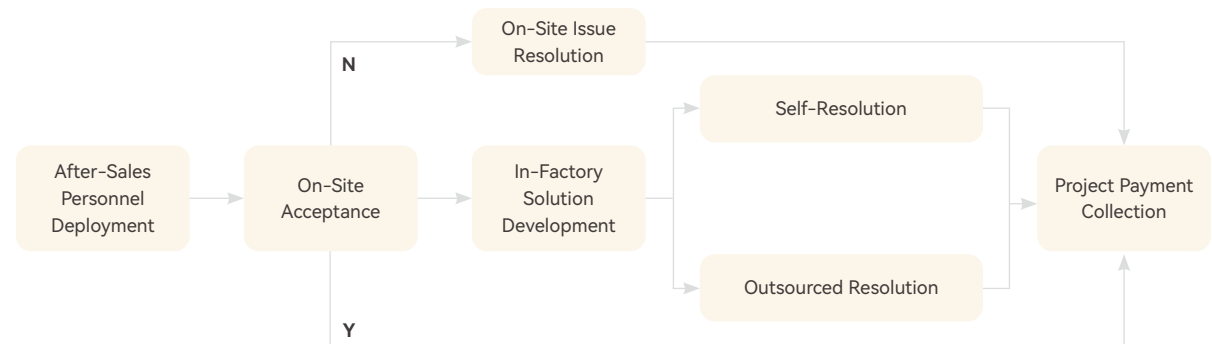 On-Site Issue
Resolution
N
Self-Resolution
After-Sales
Personnel
Deployment
On-Site
Acceptance
In-Factory
Solution
Development
Project Payment
Collection
Outsourced Resolution
Y